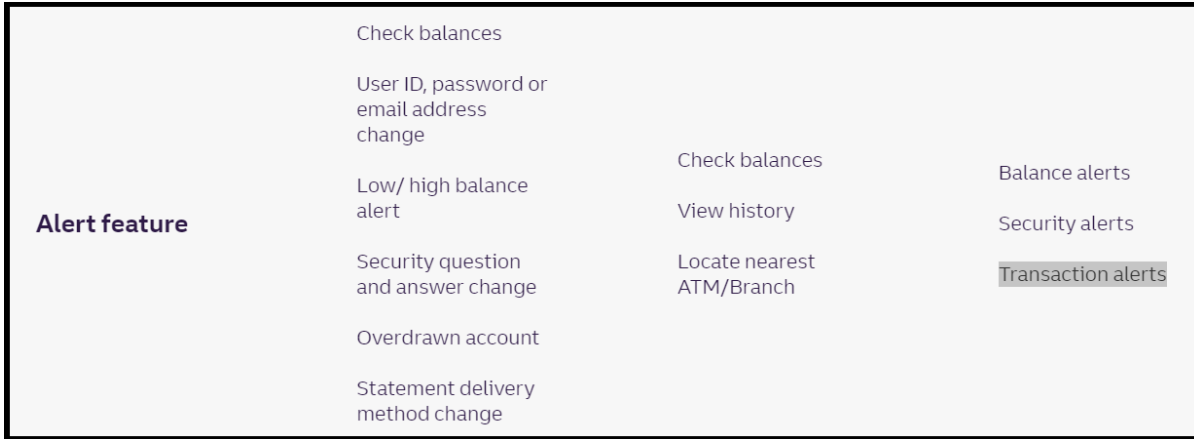 Alert feature
Check balances
User ID, password or
email address
change
Low/ high balance
alert
Security question
and answer change
Overdrawn account
Statement delivery
method change
Check balances
View history
Locate nearest
ATM/Branch
Balance alerts
Security alerts
Transaction alerts